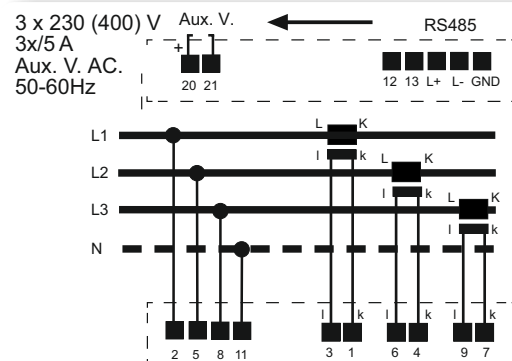 3 x 230 (400) V Aux. V. RS485
3x/5 A
Aux. V. AC.
50-60Hz
+
20 21 12 13 L+ L- GND
L1 L K
l k
L2 L K
l k
L3 L K
l k
N
l k l k l k
2 5 8 11 3 1 6 4 9 7